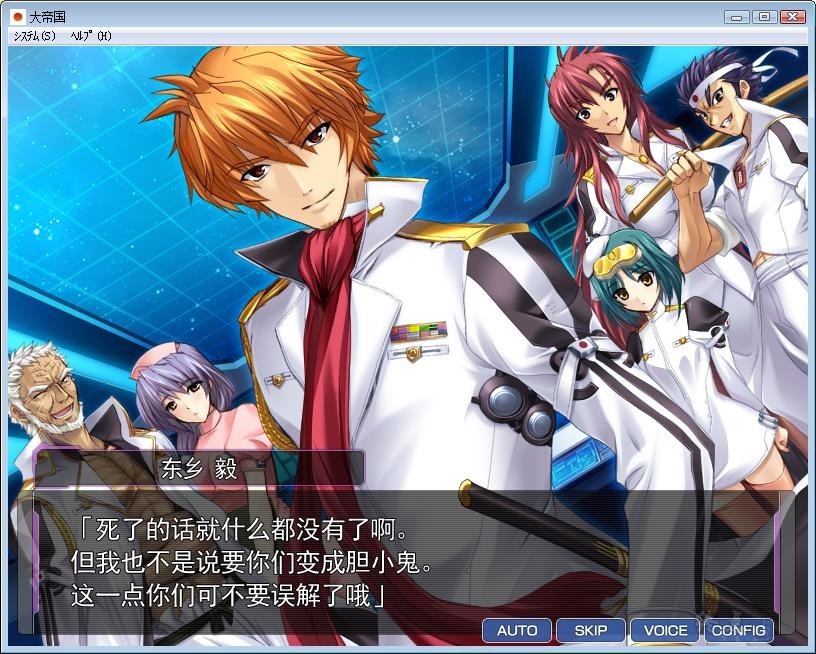 大帝国
システム(S) ヘルプ(H)
东乡 毅
「死了的话就什么都没有了啊。
但我也不是说要你们变成胆小鬼。
这一点你们可不要误解了哦」
AUTO SKIP VOICE CONFIG